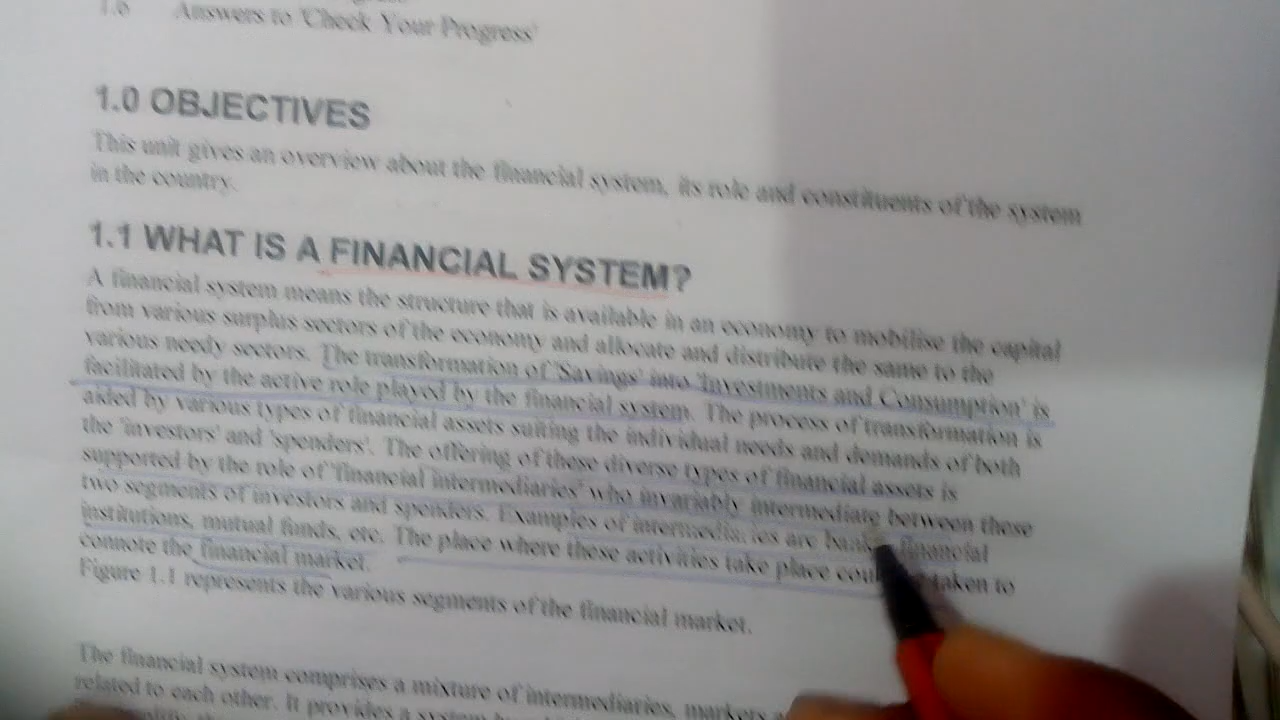 1.6 Answers to 'Check Your Progress'
1.0 OBJECTIVES
This unit gives an overview about the financial system, its role and constituents of the system
in the country.
1.1 WHAT IS A FINANCIAL SYSTEM?
A financial system means the structure that is available in an economy to mobilise the capital
from various surplus sectors of the economy and allocate and distribute the same to the
various needy sectors. The transformation of 'Savings' into 'Investments and Consumption' is
facilitated by the active role played by the financial system. The process of transformation is
aided by various types of financial assets suiting the individual needs and demands of both
the 'investors' and 'spenders'. The offering of these diverse types of financial assets is
supported by the role of 'financial intermediaries' who invariably intermediate between these
two segments of investors and spenders. Examples of intermediaries are financial
institutions, mutual funds, etc. The place where these activities take place taken to
connote the financial market.
Figure 1.1 represents the various segments of the financial market.
The financial system comprises a mixture of intermediaries, markets
related to each other. It provides a system